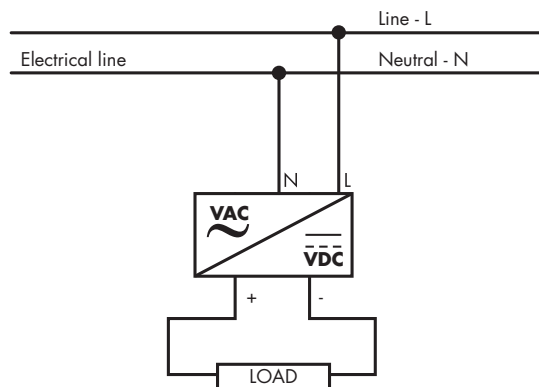 Line - L
Electrical line
Neutral - N
N
L
VAC
VDC
+
-
LOAD